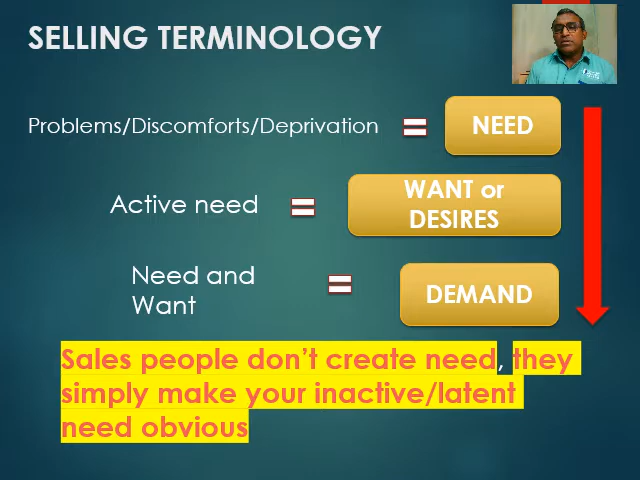 SELLING TERMINOLOGY
Problems/Discomforts/Deprivation = NEED
Active need = WANT or
DESIRES
Need and
Want = DEMAND
Sales people don’t create need, they
simply make your inactive/latent
need obvious